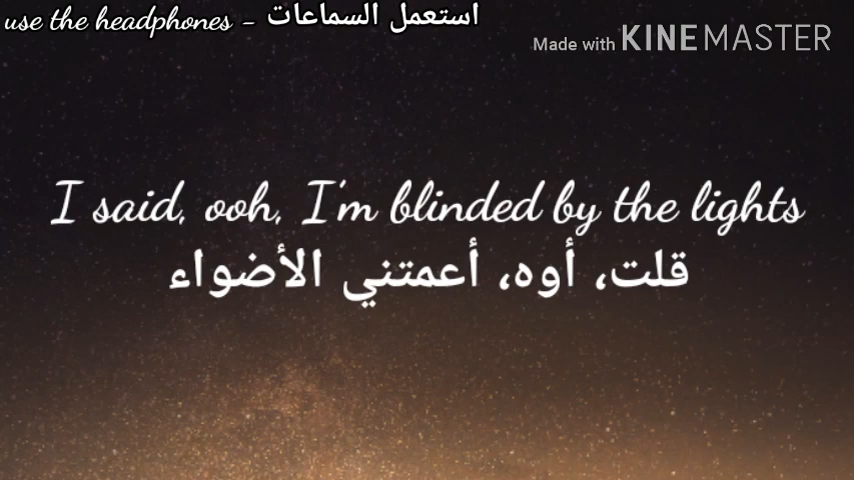 use the headphones - استعمل السماعات
Made with KINEMASTER
I said, ooh, I'm blinded by the lights
قلت، أوه، أعمتني الأضواء